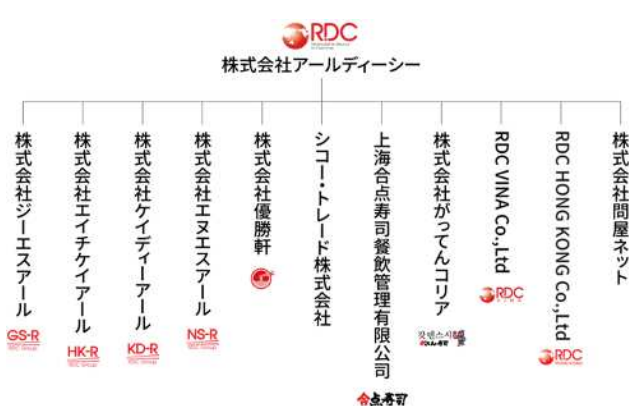 RDC
株式会社アールディーシー
株式会社ジーエスアール
GS-R
株式会社エイチケイアール
HK-R
株式会社ケイディーアール
KD-R
株式会社エヌエスアール
NS-R
株式会社優勝軒
シコー・トレード株式会社
上海合点寿司餐飲管理有限公司
合点寿司
株式会社がってんコリア
갓덴스시
RDC VINA Co.,Ltd
RDC
RDC HONG KONG Co.,Ltd
RDC
株式会社問屋ネット